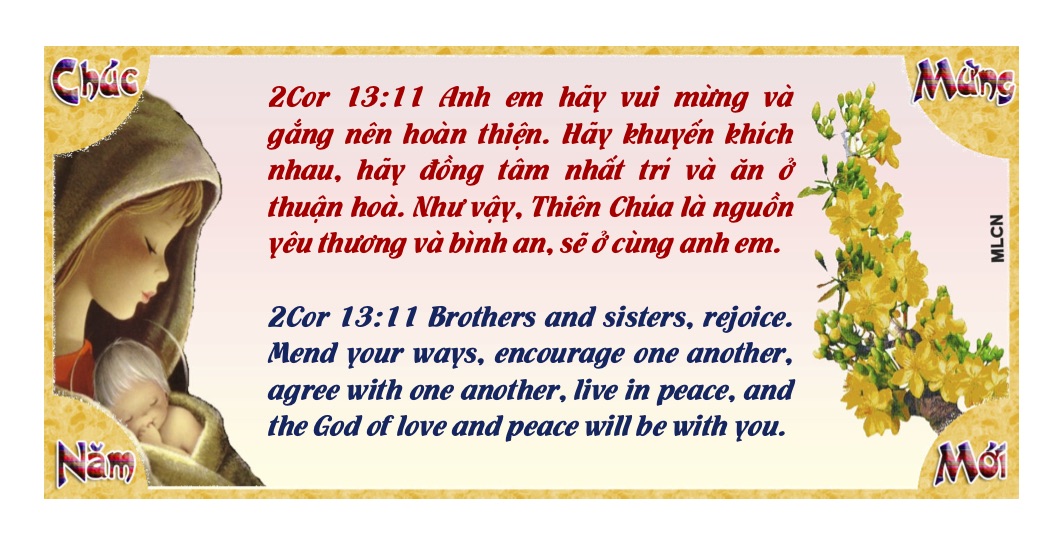 Chúc
Mừng
2Cor 13:11 Anh em hãy vui mừng và
gắng nên hoàn thiện. Hãy khuyến khích
nhau, hãy đồng tâm nhất trí và ăn ở
thuận hoà. Như vậy, Thiên Chúa là nguồn
yêu thương và bình an, sẽ ở cùng anh em.
MLCN
2Cor 13:11 Brothers and sisters, rejoice.
Mend your ways, encourage one another,
agree with one another, live in peace, and
the God of love and peace will be with you.
Năm
Mới